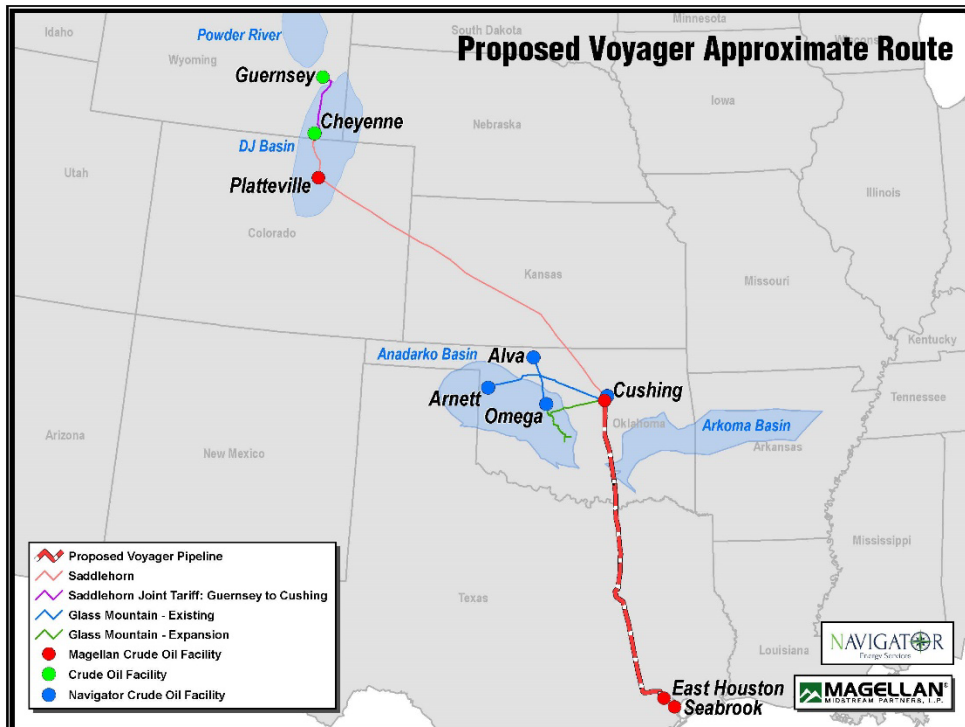 Proposed Voyager Approximate Route
Idaho
Powder River
South Dakota
Minnesota
Wisconsin
Wyoming
Guernsey
Iowa
Cheyenne
Nebraska
DJ Basin
Utah
Platteville
Illinois
Colorado
Kansas
Missouri
Kentucky
Anadarko Basin
Alva
Arnett
Cushing
Omega
Oklahoma
Tennessee
Arkoma Basin
Arizona
New Mexico
Arkansas
Mississippi
Texas
Louisiana
East Houston
Seabrook
Proposed Voyager Pipeline
Saddlehorn
Saddlehorn Joint Tariff: Guernsey to Cushing
Glass Mountain - Existing
Glass Mountain - Expansion
Magellan Crude Oil Facility
Crude Oil Facility
Navigator Crude Oil Facility
NAVIGATOR
Energy Services
MAGELLAN®
MIDSTREAM PARTNERS, L.P.